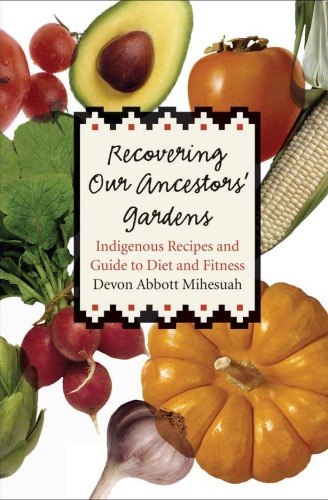 Recovering
Our Ancestors'
Gardens
Indigenous Recipes and
Guide to Diet and Fitness
Devon Abbott Mihesuah